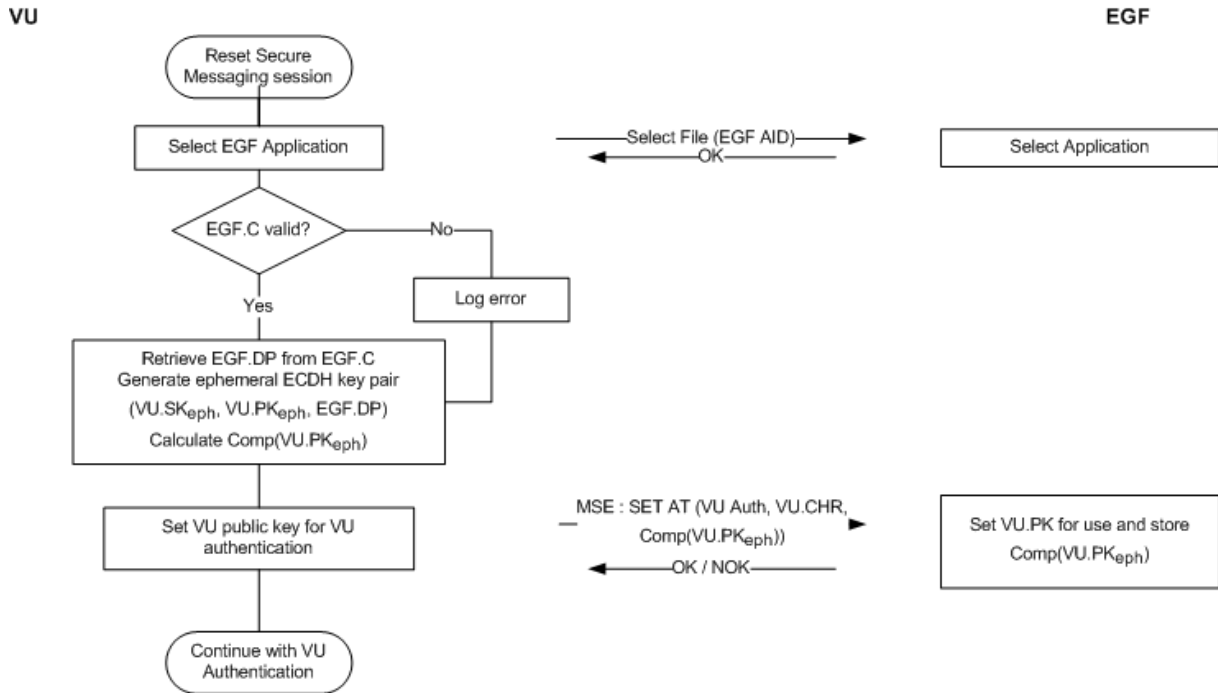 VU
EGF
Reset Secure
Messaging session
Select EGF Application
Select File (EGF AID)
OK
Select Application
EGF.C valid?
No
Log error
Yes
Retrieve EGF.DP from EGF.C
Generate ephemeral ECDH key pair
(VU.SKeph, VU.PKeph, EGF.DP)
Calculate Comp(VU.PKeph)
Set VU public key for VU
authentication
MSE : SET AT (VU Auth, VU.CHR,
Comp(VU.PKeph))
OK / NOK
Set VU.PK for use and store
Comp(VU.PKeph)
Continue with VU
Authentication